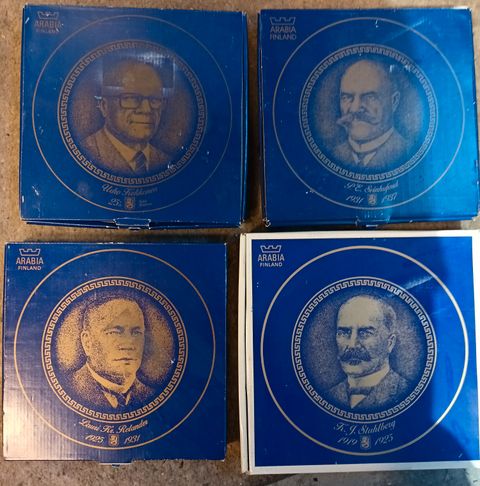 ARABIA
FINLAND
Urho Kekkonen
ARABIA
FINLAND
P.E. Svinhufvud
1931 1937
ARABIA
FINLAND
Lauri Kr. Relander
1925 1931
ARABIA
FINLAND
K. J. Ståhlberg
1919 1925